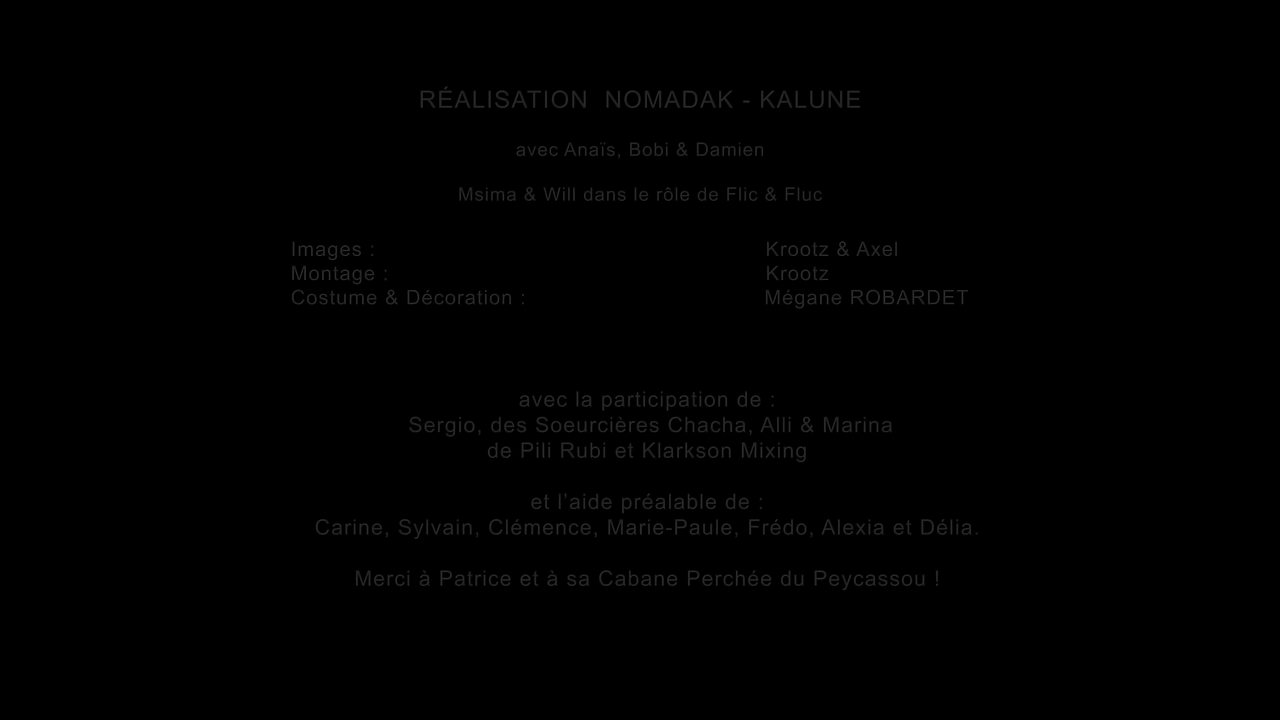 RÉALISATION NOMADAK - KALUNE
avec Anaïs, Bobi & Damien
Msima & Will dans le rôle de Flic & Fluc
Images : Krootz & Axel
Montage : Krootz
Costume & Décoration : Mégane ROBARDET
avec la participation de :
Sergio, des Soeurcières Chacha, Alli & Marina
de Pili Rubi et Klarkson Mixing
et l’aide préalable de :
Carine, Sylvain, Clémence, Marie-Paule, Frédo, Alexia et Délia.
Merci à Patrice et à sa Cabane Perchée du Peycassou !